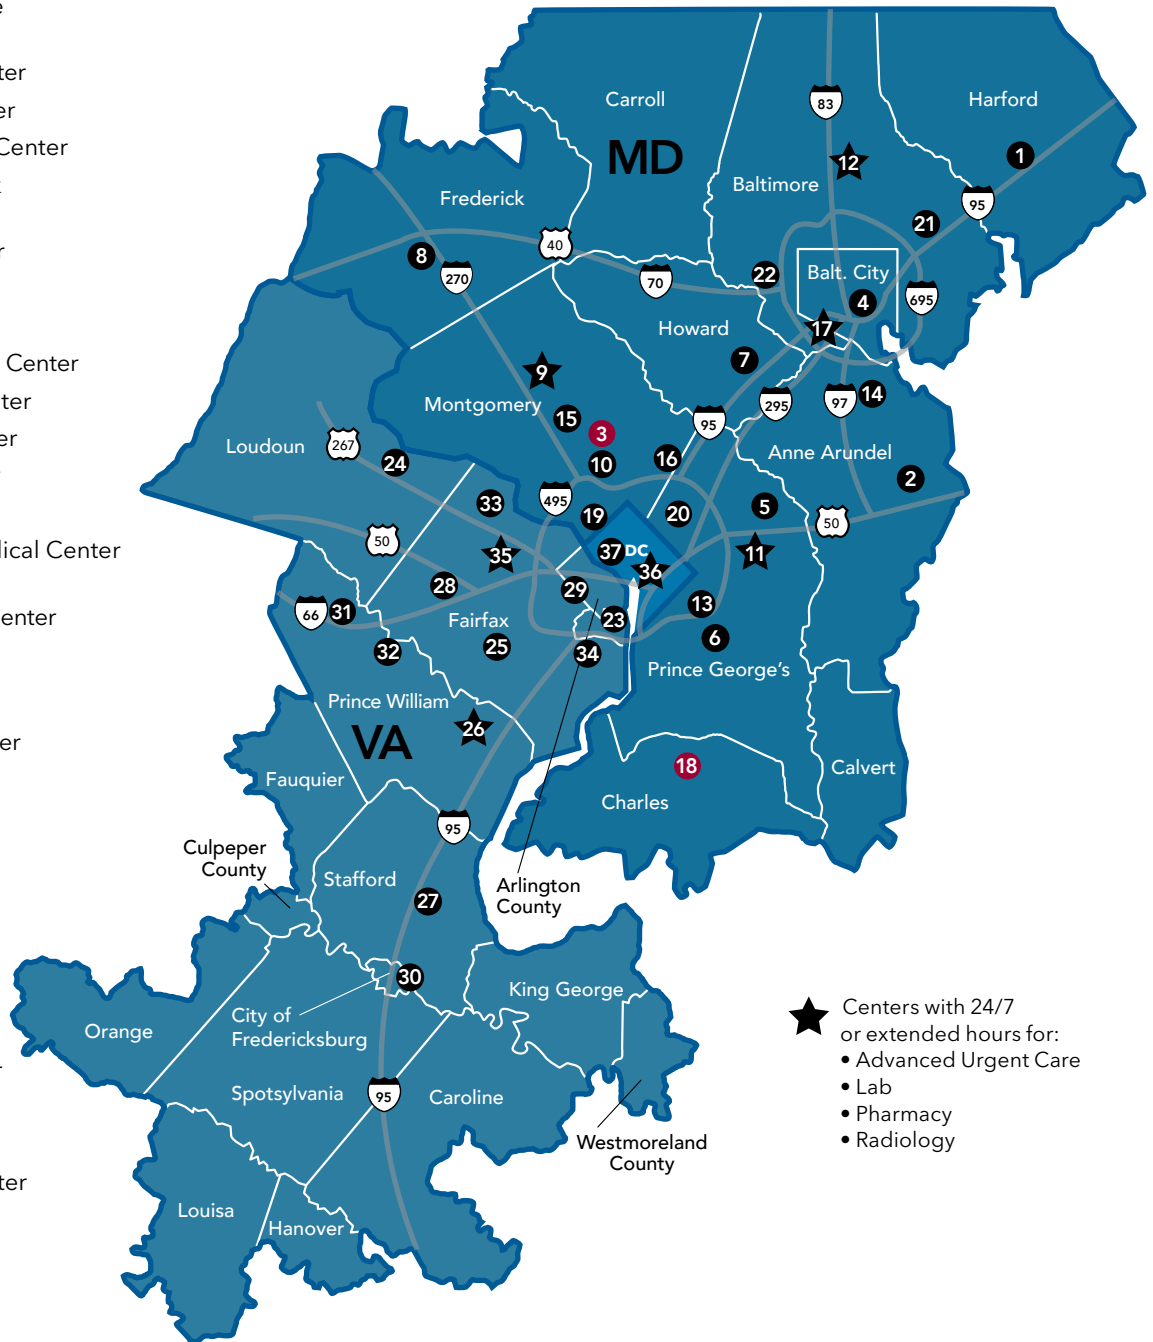 ter
er
Center
r
Center
ter
er
dical Center
enter
er
ter
Carroll
MD
Harford
83
12
1
Baltimore
Frederick
95
21
40
8
270
70
22
Balt. City
4
695
17
Howard
7
9
Montgomery
15
3
295
97
14
95
Loudoun
267
24
10
16
Anne Arundel
2
33
495
19
20
5
50
50
35
37
DC
36
11
28
29
66
31
23
13
Fairfax
25
32
34
6
Prince George's
Prince William
26
VA
18
Fauquier
Calvert
Charles
95
Culpeper
County
Stafford
27
Arlington
County
30
King George
City of
Fredericksburg
Orange
Spotsylvania
95
Caroline
Westmoreland
County
Louisa
Hanover
Centers with 24/7
or extended hours for:
• Advanced Urgent Care
• Lab
• Pharmacy
• Radiology